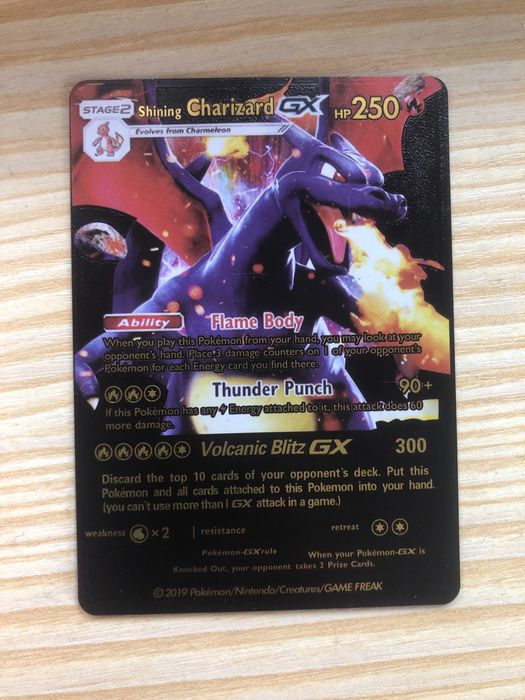 STAGE2 Shining Charizard GX HP250
Evolves from Charmeleon
Ability Flame Body
When you play this Pokémon from your hand, you may look at your
opponent's hand. Place 3 damage counters on 1 of your opponent's
Pokémon for each Energy card you find there.
Thunder Punch 90+
If this Pokémon has any Energy attached to it, this attack does 60
more damage.
Volcanic Blitz GX 300
Discard the top 10 cards of your opponent's deck. Put this
Pokémon and all cards attached to this Pokemon into your hand.
(you can't use more than I GX attack in a game.)
weakness ×2 resistance retreat
Pokémon-GXrule When your Pokémon-GX is
Knocked Out, your opponent takes 2 Prize Cards.
© 2019 Pokémon/Nintendo/Creatures/GAME FREAK